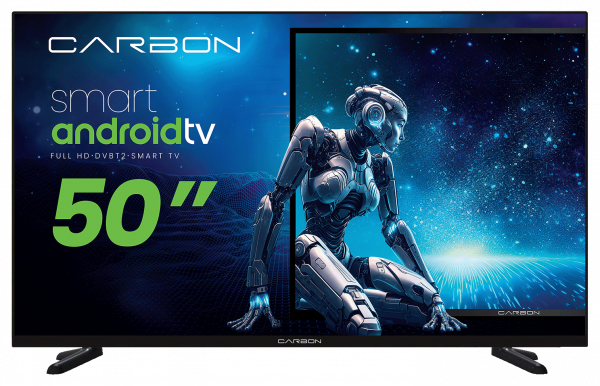 CARBON
smart
androidtv
FULL HD-DVBT2-SMART TV
50"
CARBON
CARBON